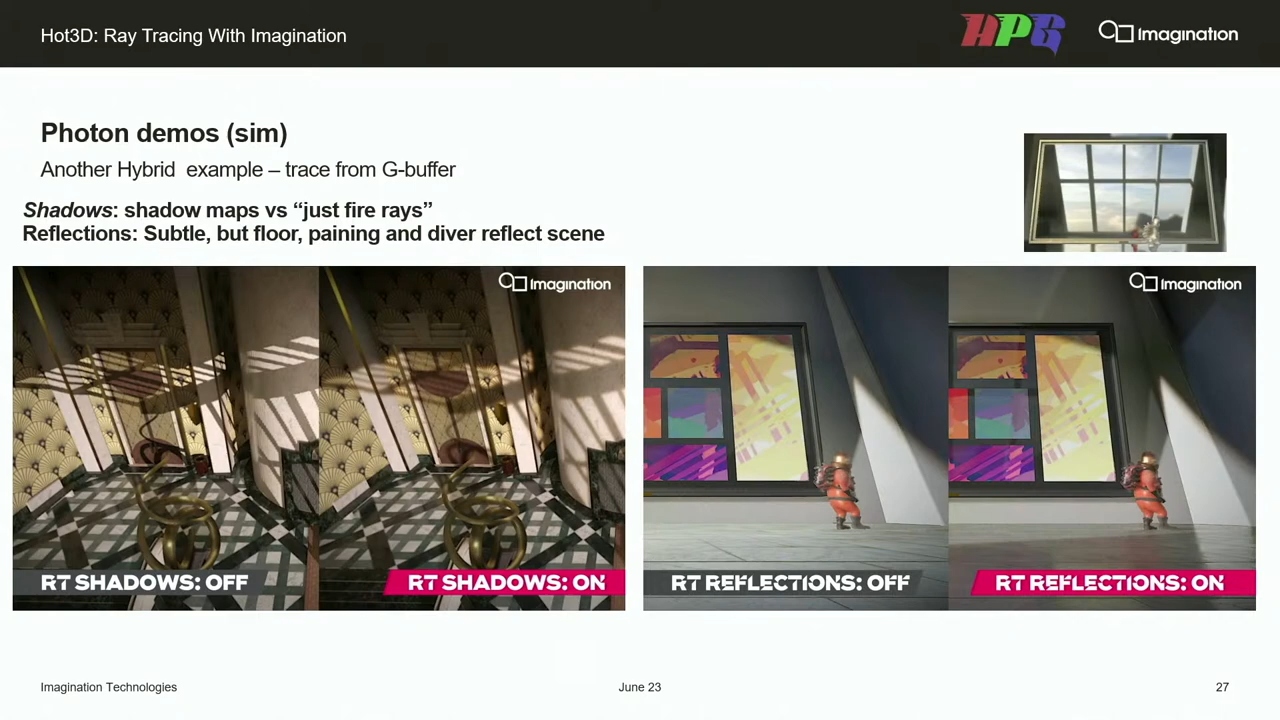 Hot3D: Ray Tracing With Imagination
HPG
Imagination
Photon demos (sim)
Another Hybrid example – trace from G-buffer
Shadows: shadow maps vs “just fire rays”
Reflections: Subtle, but floor, paining and diver reflect scene
Imagination
Imagination
RT SHADOWS: OFF
RT SHADOWS: ON
RT REFLECTIONS: OFF
RT REFLECTIONS: ON
Imagination Technologies
June 23
27